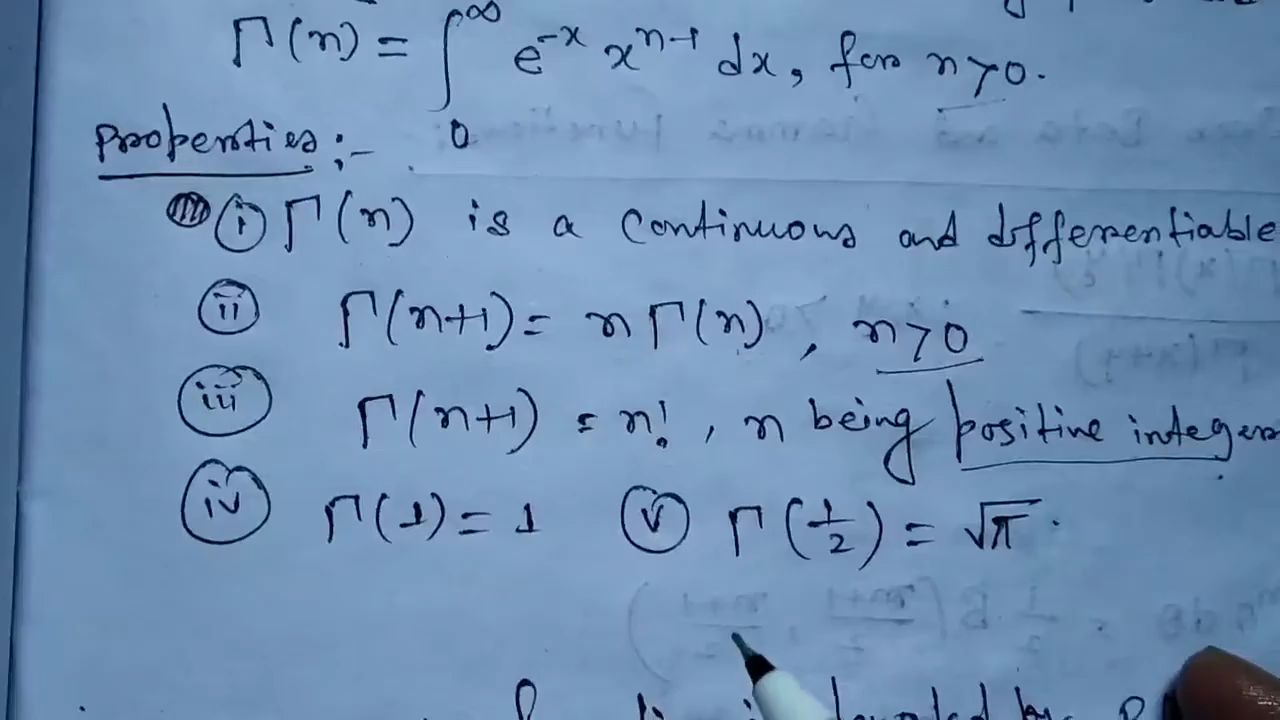 Γ(n) = ∫₀^∞ e^-x x^n-1 dx, for n>0.
Properties:-
(i) Γ(n) is a continuous and differentiable
(ii) Γ(n+1) = nΓ(n), n>0
(iii) Γ(n+1) = n!, n being positive integer
(iv) Γ(1) = 1 (v) Γ(1/2) = √π.